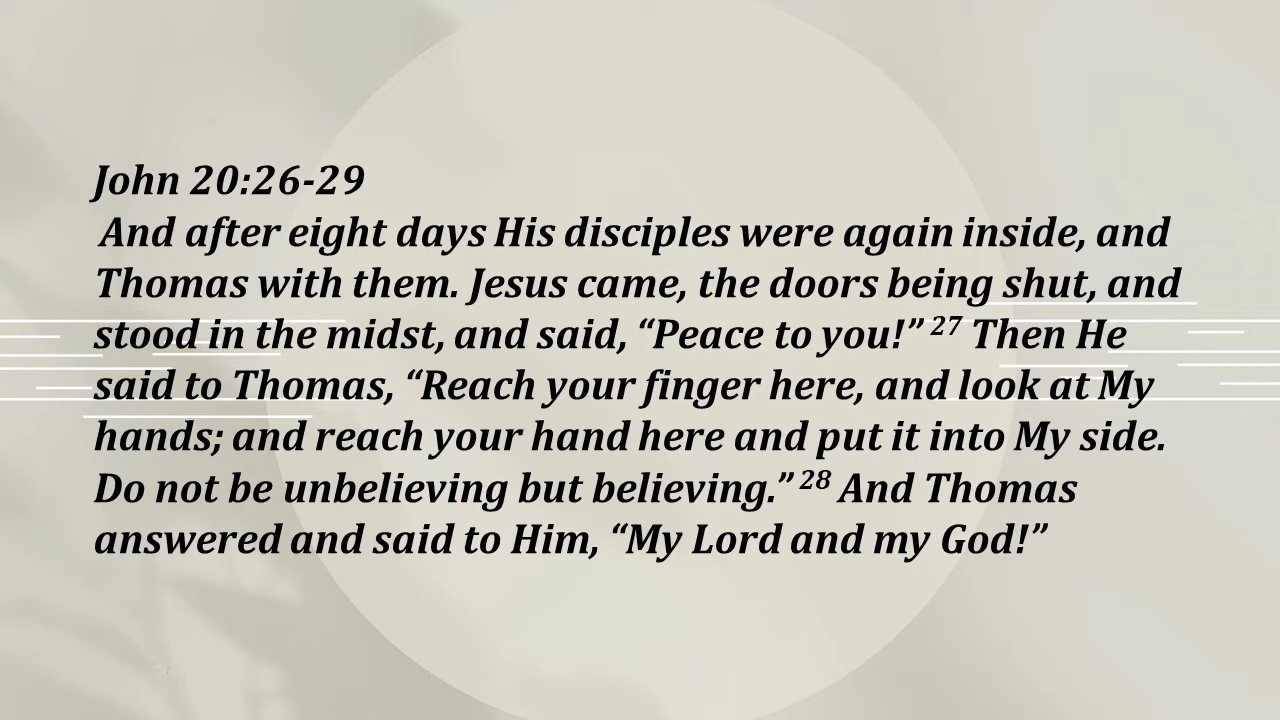 John 20:26-29
And after eight days His disciples were again inside, and
Thomas with them. Jesus came, the doors being shut, and
stood in the midst, and said, “Peace to you!” 27 Then He
said to Thomas, “Reach your finger here, and look at My
hands; and reach your hand here and put it into My side.
Do not be unbelieving but believing.” 28 And Thomas
answered and said to Him, “My Lord and my God!”